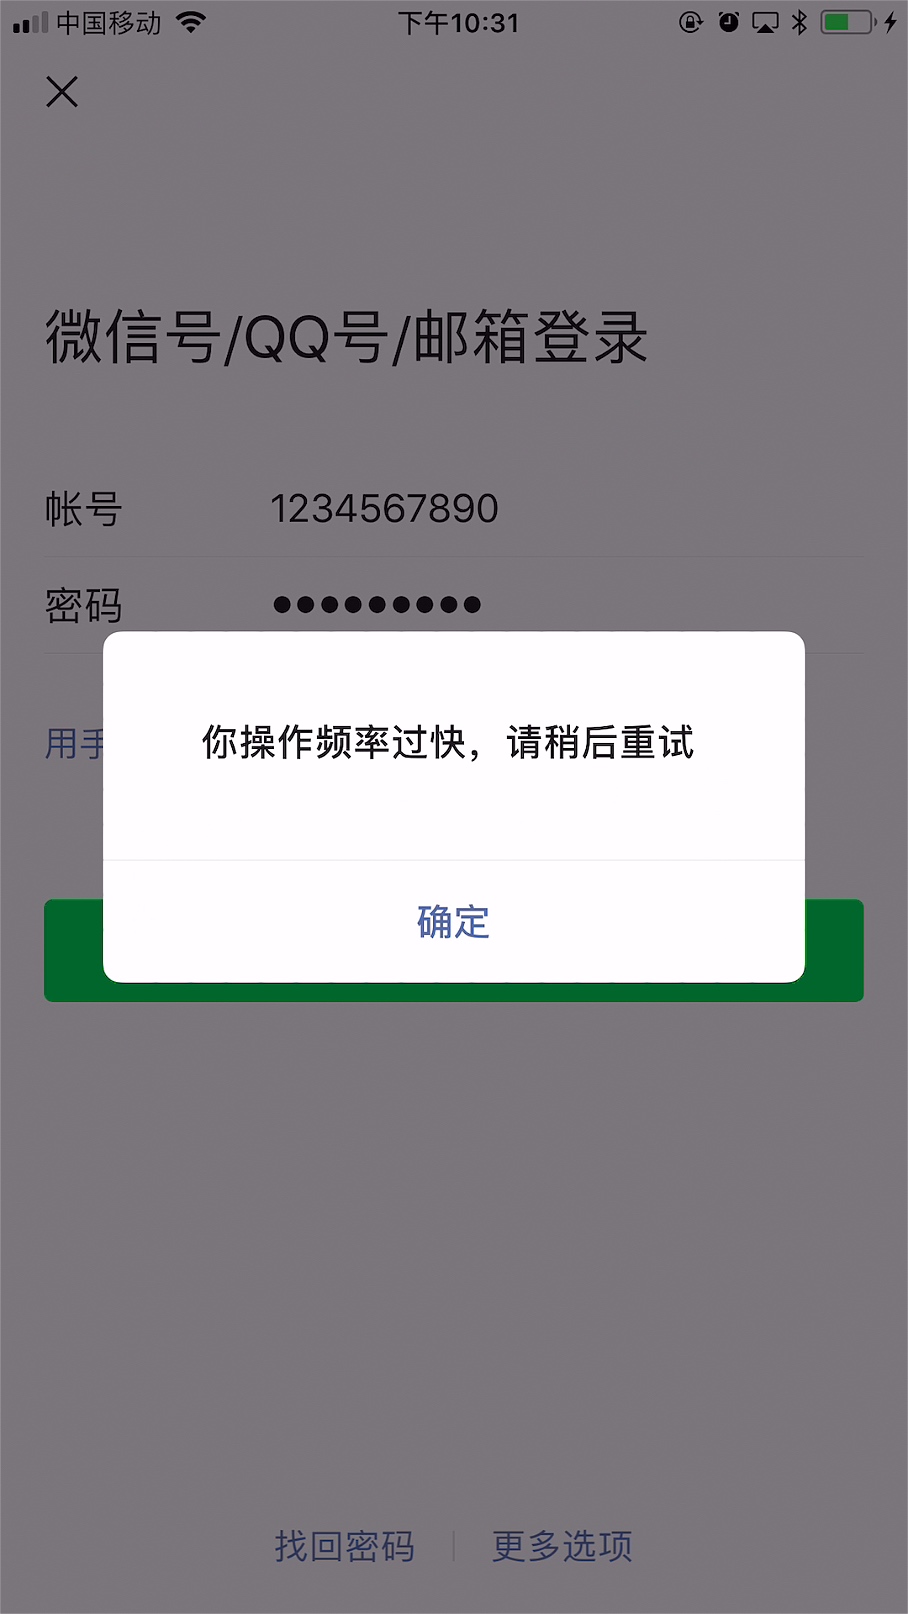 中国移动 下午10:31
微信号/QQ号/邮箱登录
帐号 1234567890
密码 ●●●●●●●●●
用手
你操作频率过快，请稍后重试
确定
找回密码 更多选项